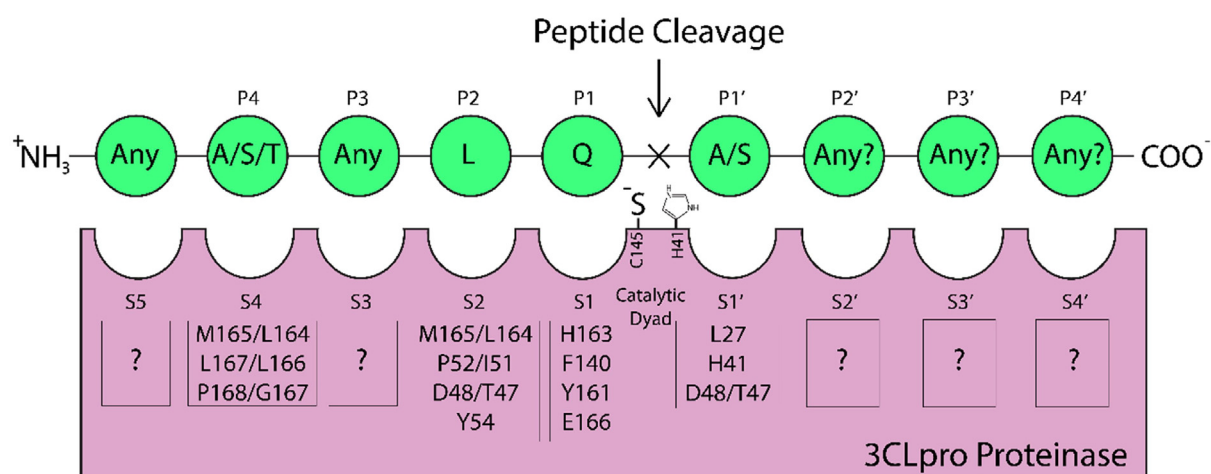 Peptide Cleavage
P4 P3 P2 P1 P1' P2' P3' P4'
+NH3 Any A/S/T Any L Q A/S Any? Any? Any? COO-
-S H NH
C145 H41
S5 S4 S3 S2 S1 Catalytic Dyad S1' S2' S3' S4'
? M165/L164 ? M165/L164 H163 L27 ? ? ?
L167/L166 P52/I51 F140 H41
P168/G167 D48/T47 Y161 D48/T47
Y54 E166
3CLpro Proteinase